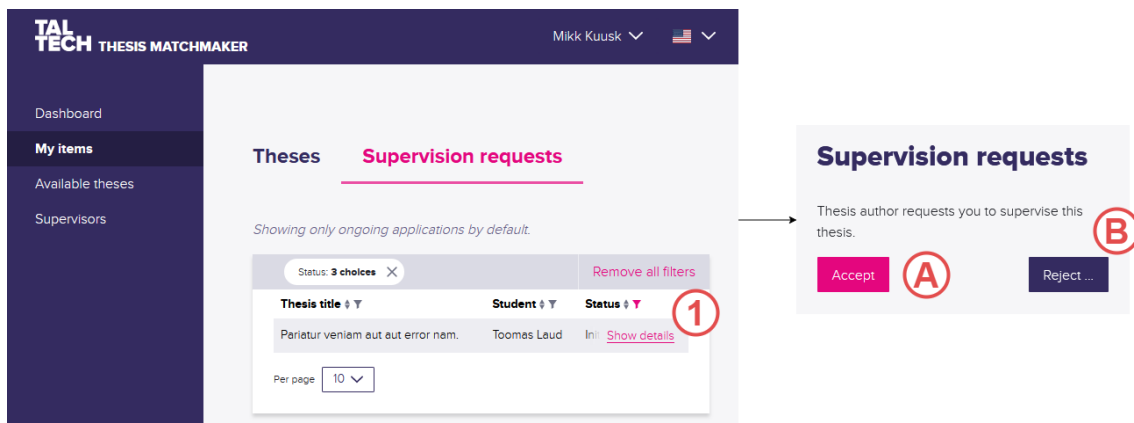 TAL
TECH THESIS MATCHMAKER
Mikk Kuusk
Dashboard
My items
Available theses
Supervisors
Theses Supervision requests
Showing only ongoing applications by default.
Status: 3 choices
Remove all filters
Thesis title Student Status
1
Pariatur veniam aut aut error nam. Toomas Laud Ini Show details
Per page 10
Supervision requests
Thesis author requests you to supervise this
thesis.
B
Accept
A
Reject ...